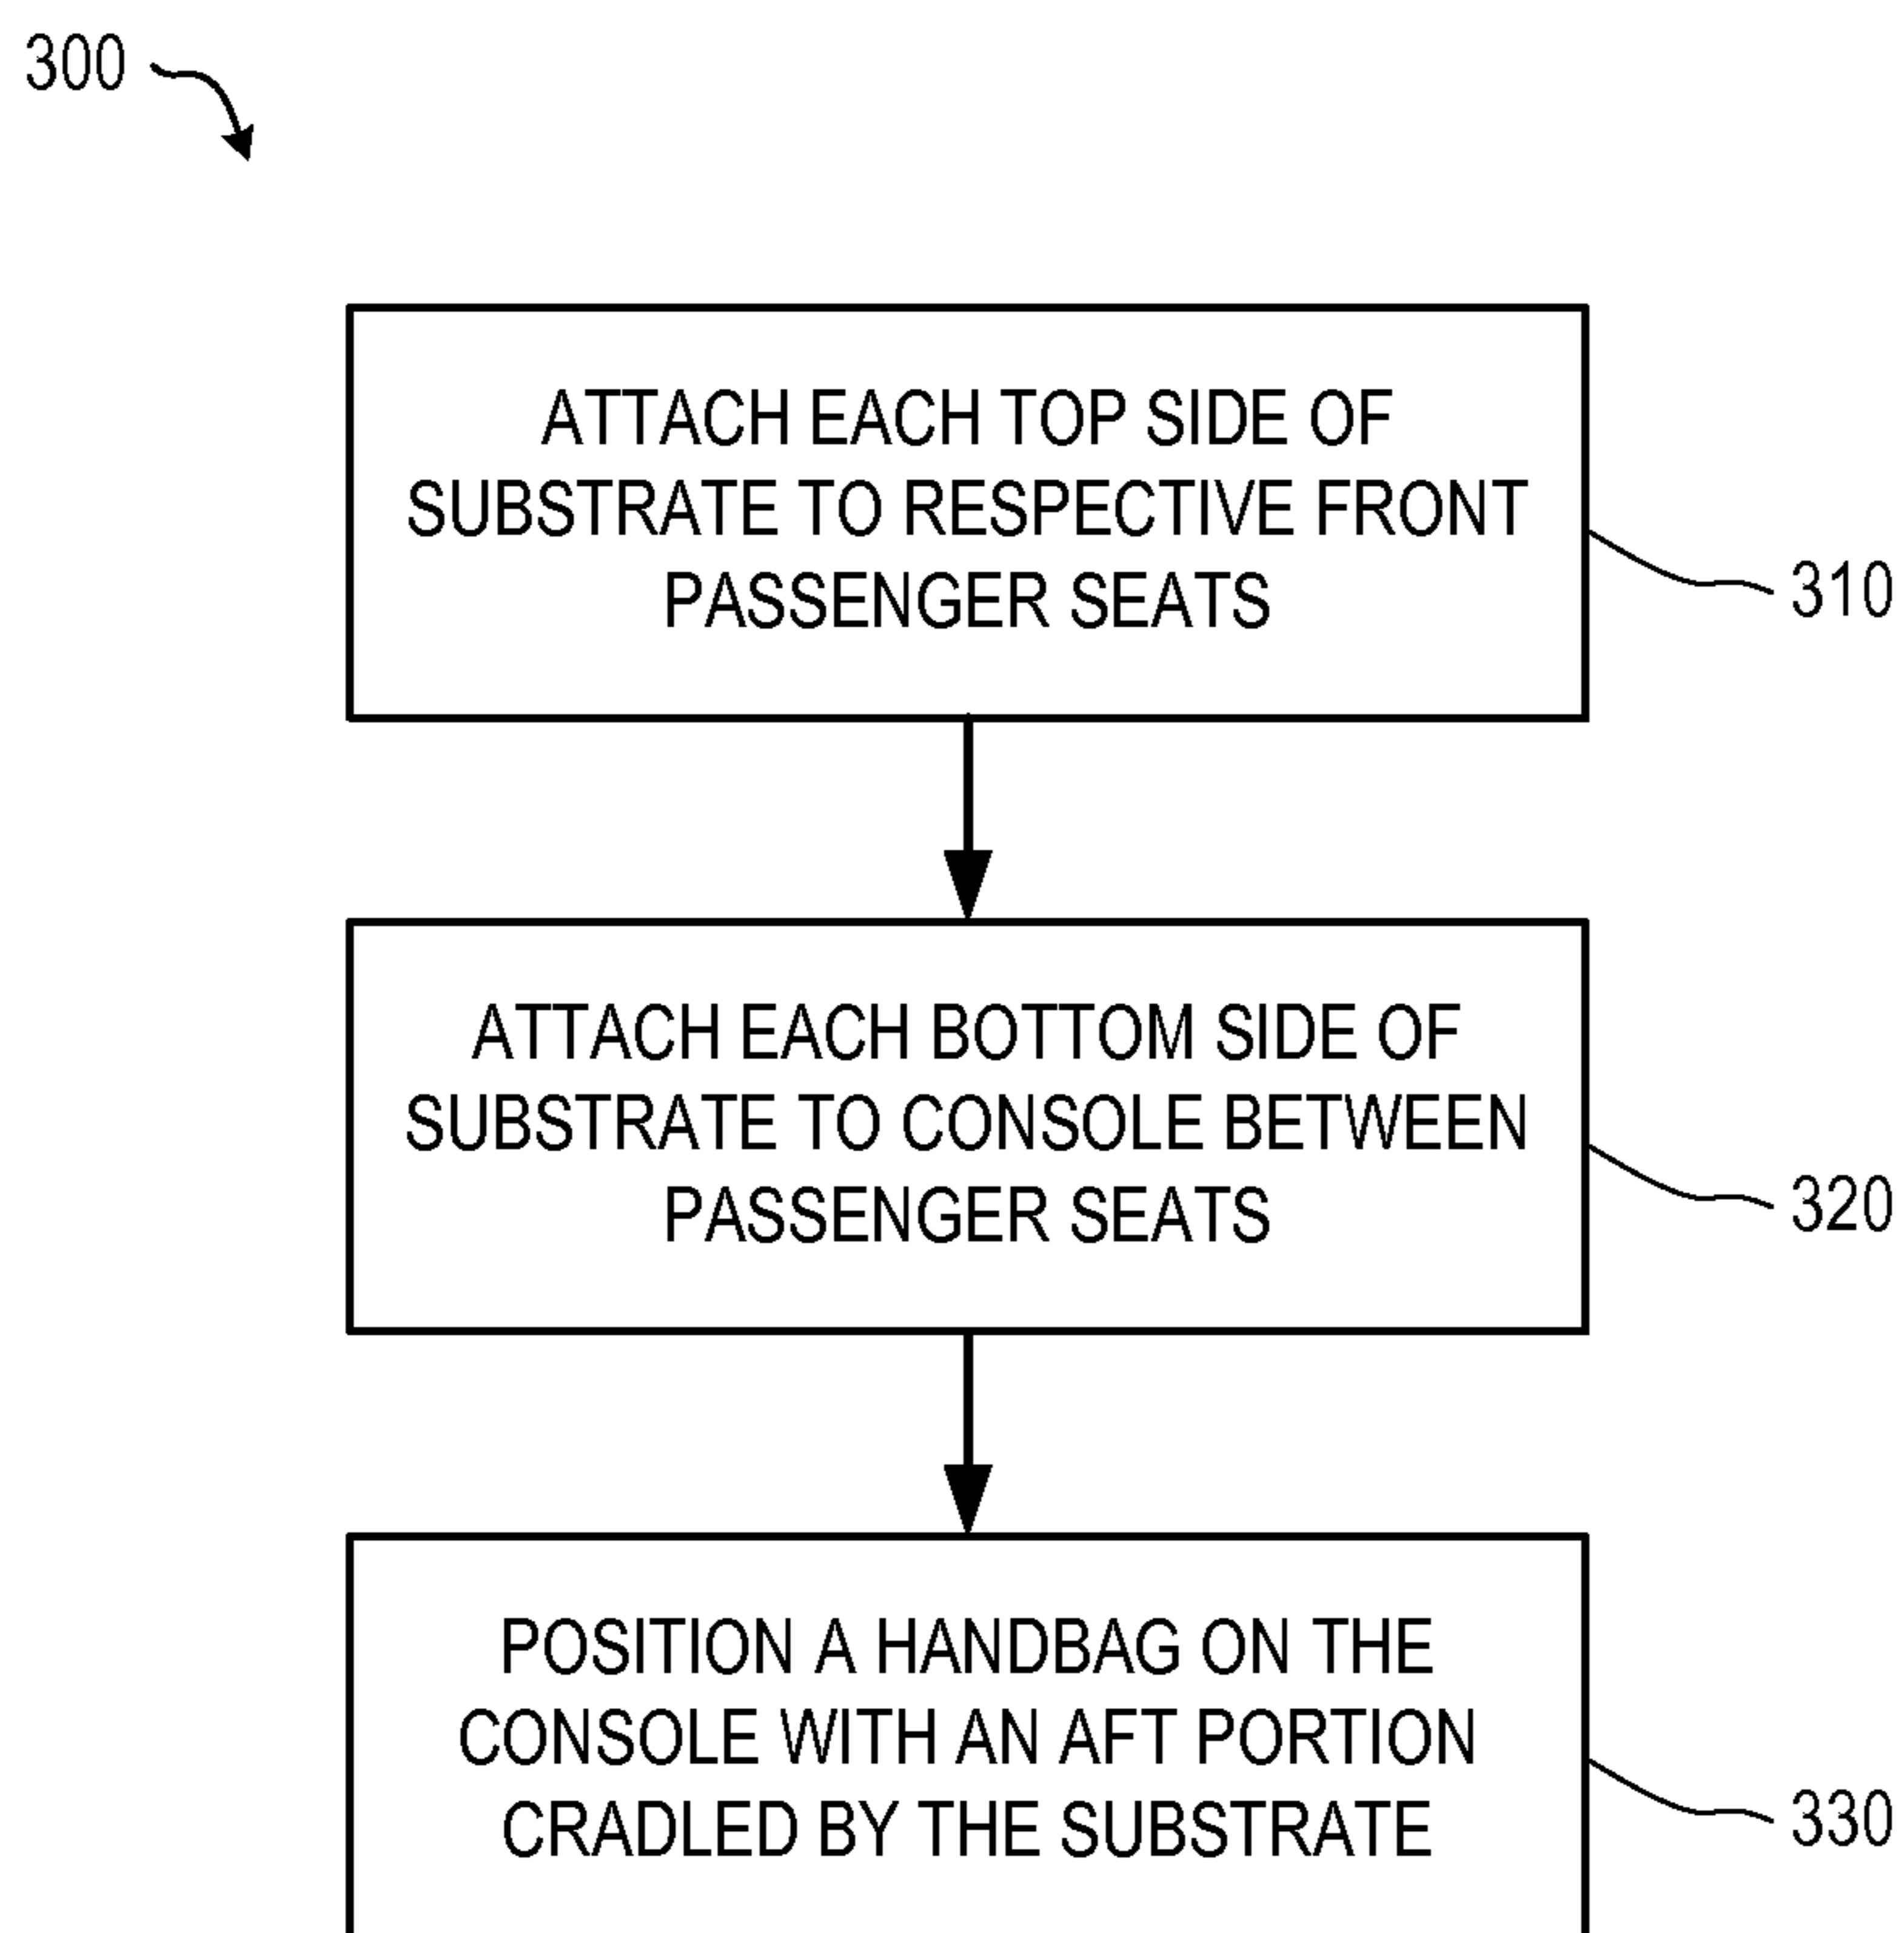 300
ATTACH EACH TOP SIDE OF
SUBSTRATE TO RESPECTIVE FRONT
PASSENGER SEATS
310
ATTACH EACH BOTTOM SIDE OF
SUBSTRATE TO CONSOLE BETWEEN
PASSENGER SEATS
320
POSITION A HANDBAG ON THE
CONSOLE WITH AN AFT PORTION
CRADLED BY THE SUBSTRATE
330